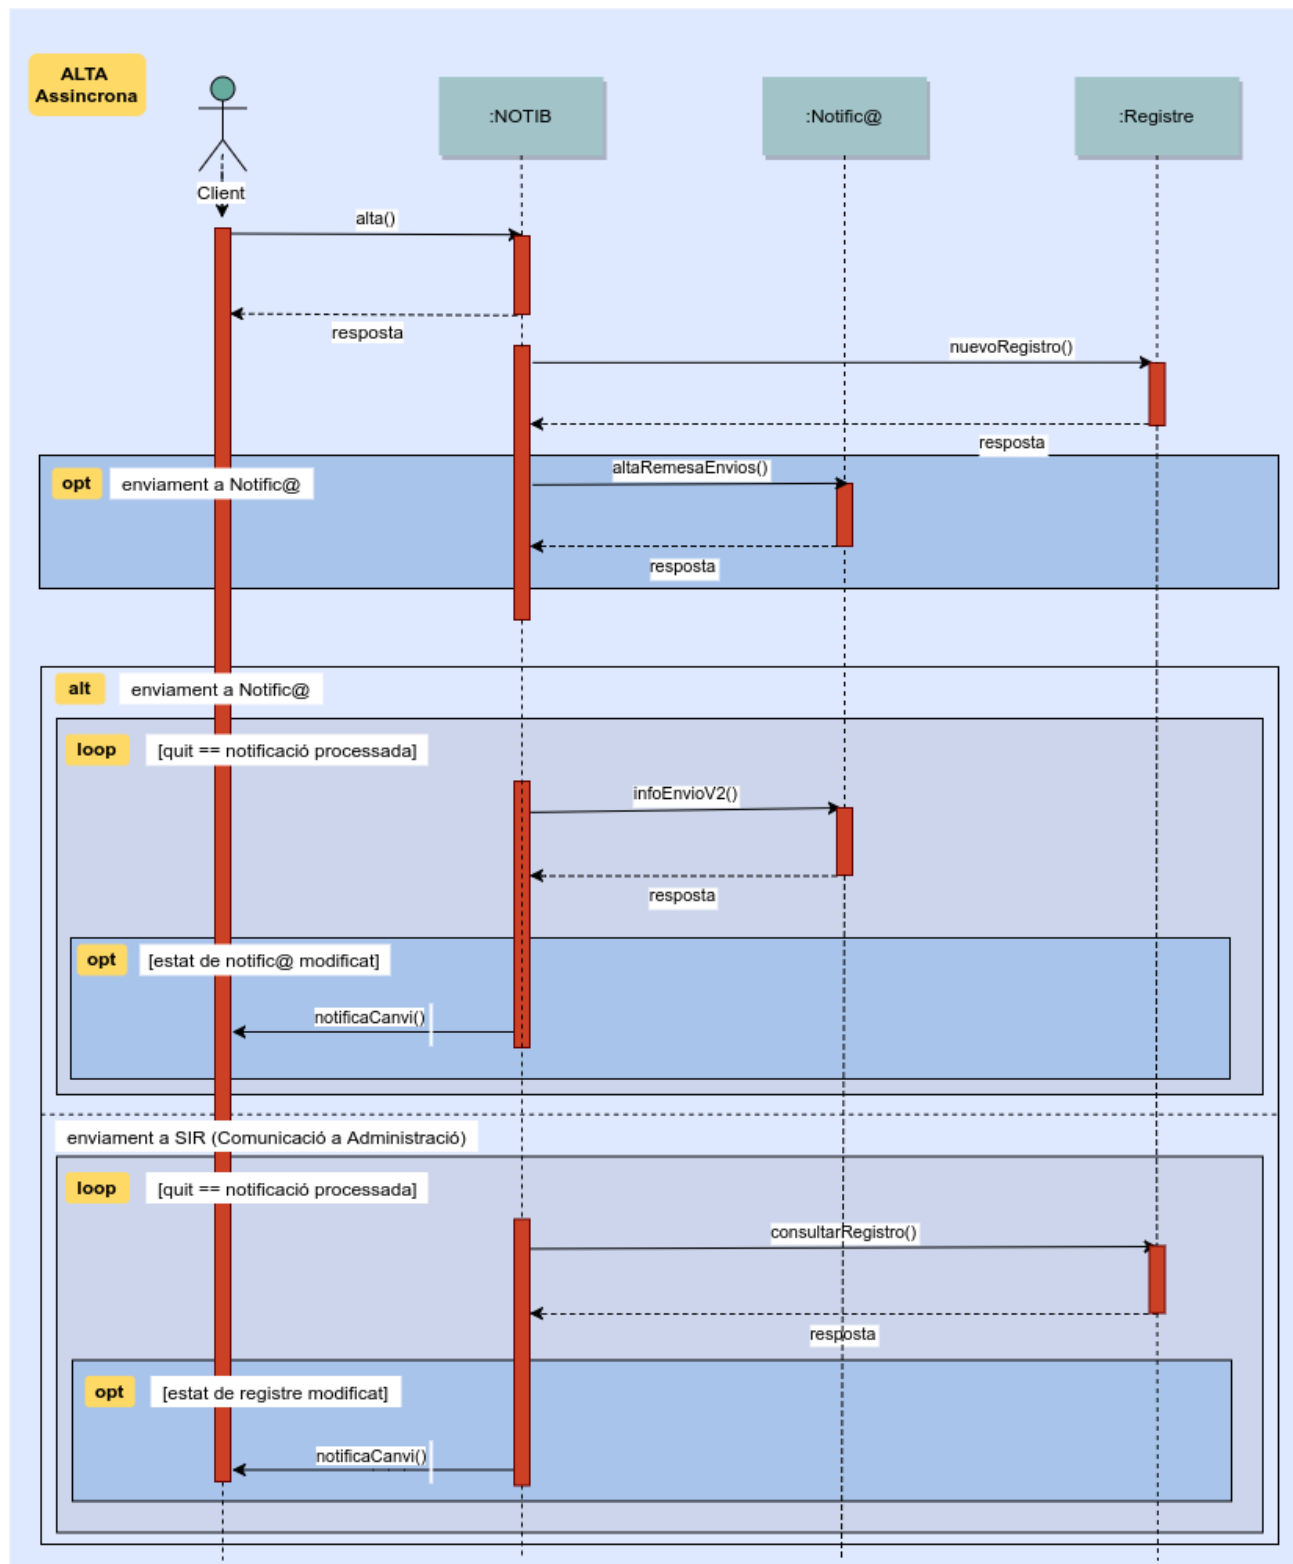 ALTA
Assincrona
:NOTIB
:Notific@
:Registre
Client
alta()
resposta
nuevoRegistro()
resposta
opt
enviament a Notific@
altaRemesaEnvios()
resposta
alt
enviament a Notific@
loop
[quit == notificació processada]
infoEnvioV2()
resposta
opt
[estat de notific@ modificat]
notificaCanvi()
enviament a SIR (Comunicació a Administració)
loop
[quit == notificació processada]
consultarRegistro()
resposta
opt
[estat de registre modificat]
notificaCanvi()